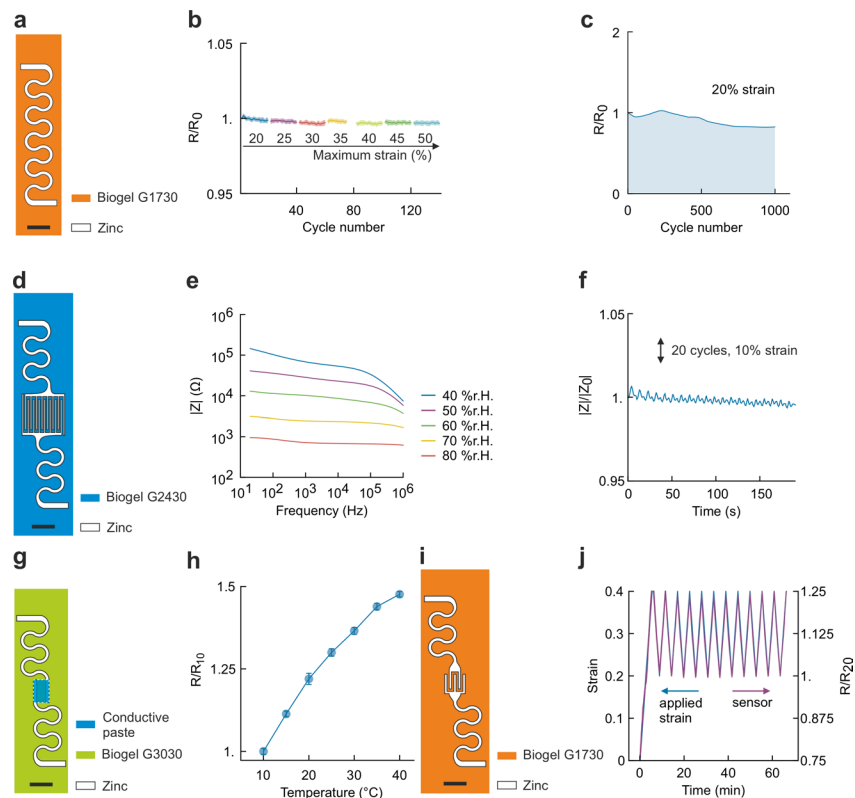 a
Biogel G1730
Zinc
b
1.05
1.
0.95
R/R0
20 25 30 35 40 45 50
Maximum strain (%)
40 80 120
Cycle number
c
2
1
0
R/R0
20% strain
0 500 1000
Cycle number
d
Biogel G2430
Zinc
e
10^6
10^5
10^4
10^3
10^2
|Z| (Ω)
10^1 10^2 10^3 10^4 10^5 10^6
Frequency (Hz)
40 %r.H.
50 %r.H.
60 %r.H.
70 %r.H.
80 %r.H.
f
1.05
1.
0.95
|Z|/|Z0|
20 cycles, 10% strain
0 50 100 150
Time (s)
g
Conductive
paste
Biogel G3030
Zinc
h
1.5
1.25
1.
R/R10
10 20 30 40
Temperature (°C)
i
Biogel G1730
Zinc
j
0.4
0.3
0.2
0.1
0
Strain
applied
strain
sensor
1.25
1.125
1.
0.875
0.75
R/R20
0 20 40 60
Time (min)